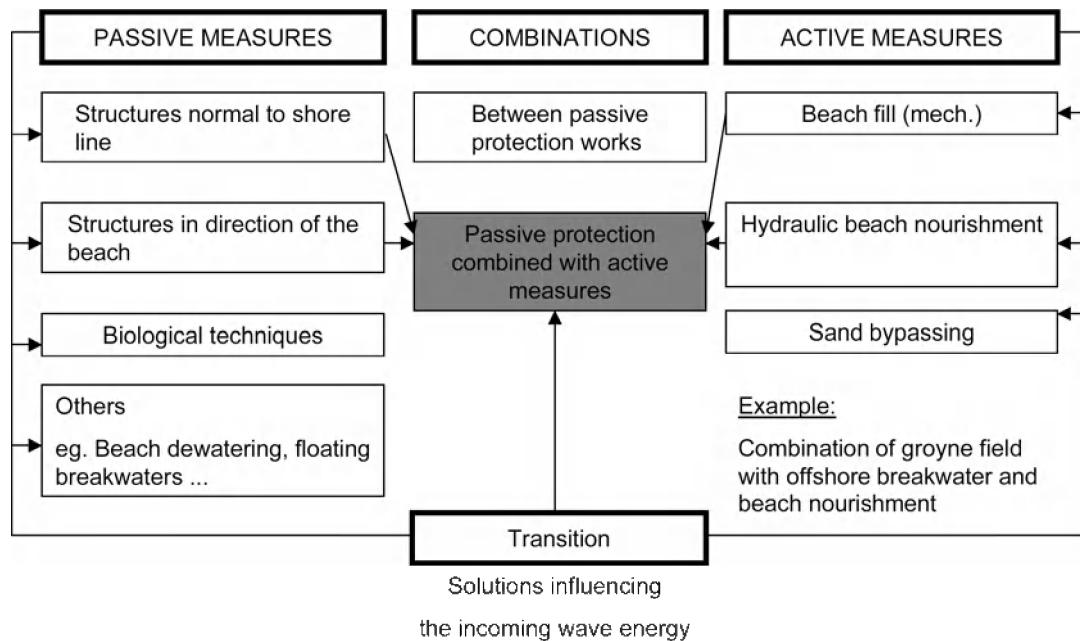 PASSIVE MEASURES
COMBINATIONS
ACTIVE MEASURES
Structures normal to shore
line
Between passive
protection works
Beach fill (mech.)
Structures in direction of the
beach
Passive protection
combined with active
measures
Hydraulic beach nourishment
Biological techniques
Sand bypassing
Others
eg. Beach dewatering, floating
breakwaters ...
Example:
Combination of groyne field
with offshore breakwater and
beach nourishment
Transition
Solutions influencing
the incoming wave energy